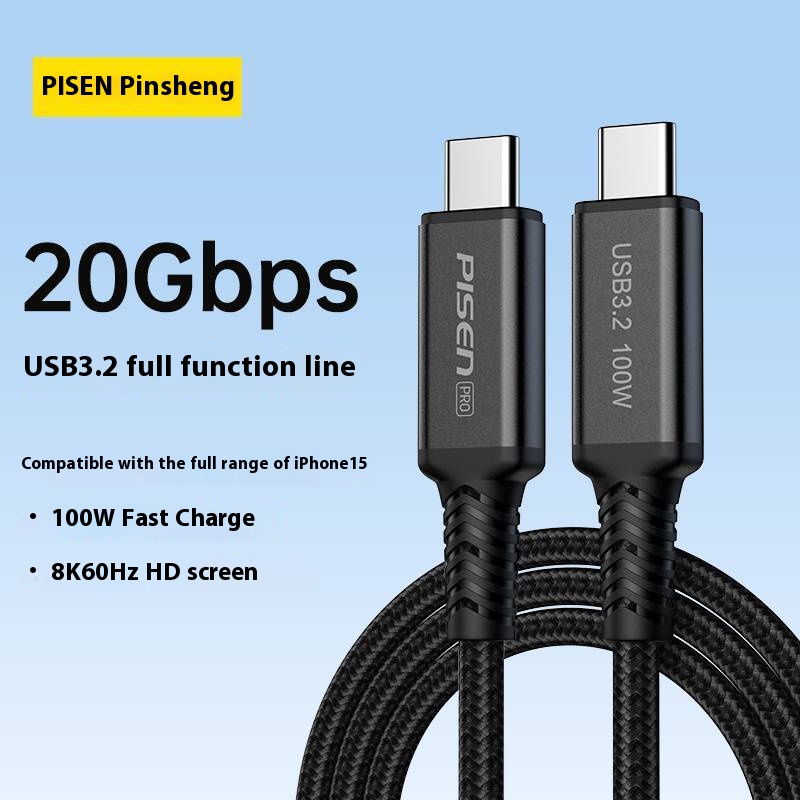 PISEN Pinsheng
20Gbps
USB3.2 full function line
Compatible with the full range of iPhone15
• 100W Fast Charge
• 8K60Hz HD screen
PISEN PRO
USB3.2 100W